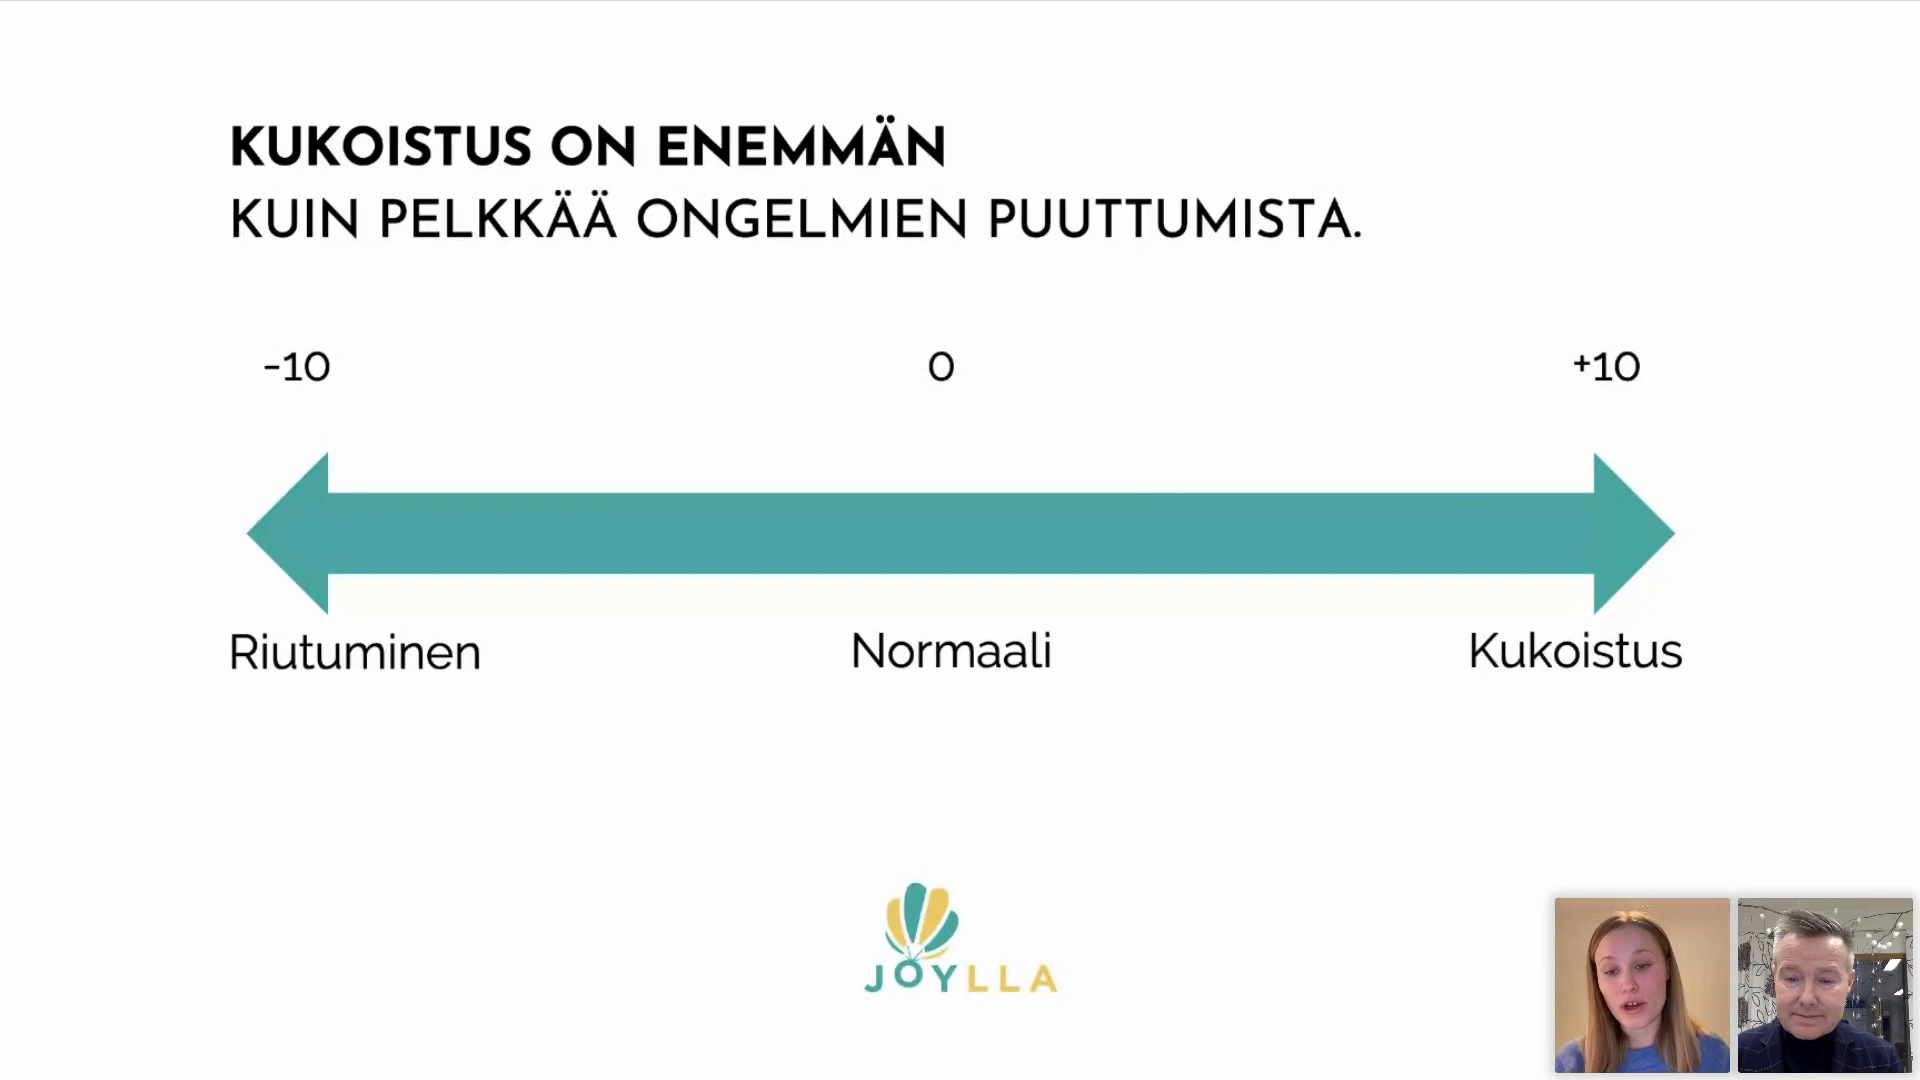 KUKOISTUS ON ENEMMÄN
KUIN PELKKÄÄ ONGELMIEN PUUTTUMISTA.
-10 0 +10
Riutuminen Normaali Kukoistus
JOYLLA